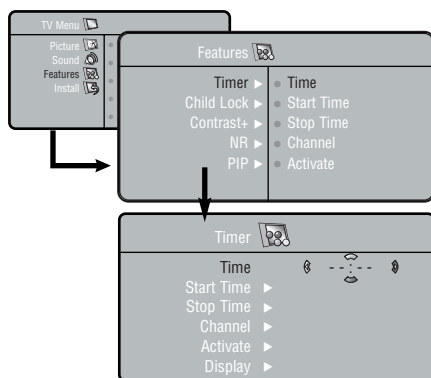 TV Menu
Picture
Sound
Features
Install
Features
Timer Time
Child Lock Start Time
Contrast+ Stop Time
NR Channel
PIP Activate
Timer
Time --:--
Start Time
Stop Time
Channel
Activate
Display